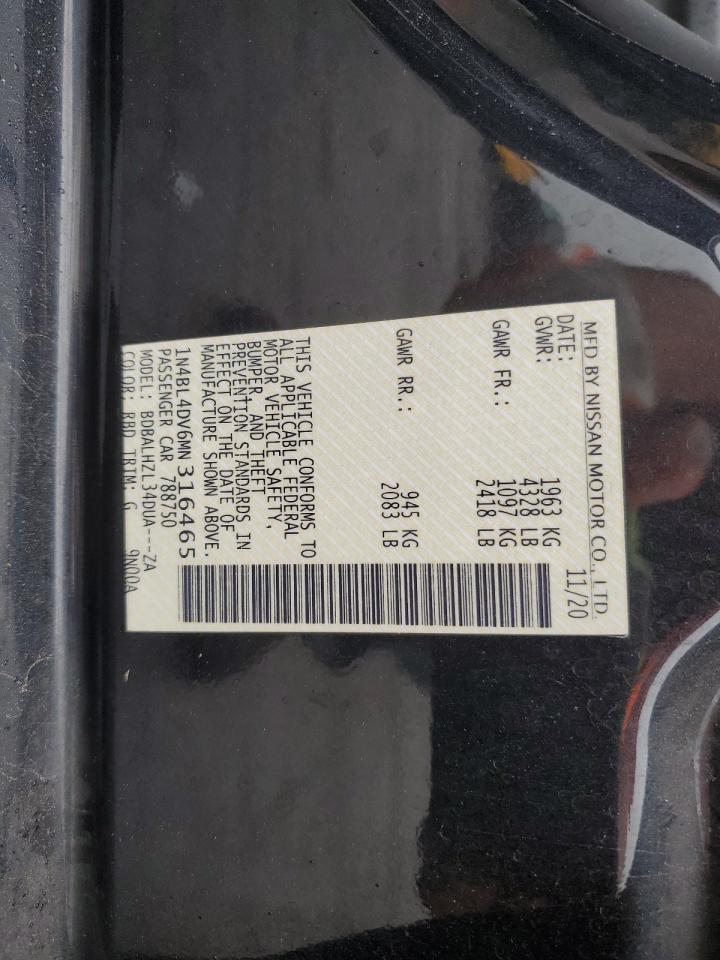 MFD BY NISSAN MOTOR CO., LTD.
DATE: 11/20
GVWR: 1963 KG
4328 LB
GAWR FR.: 1097 KG
2418 LB
GAWR RR.: 945 KG
2083 LB
THIS VEHICLE CONFORMS TO
ALL APPLICABLE FEDERAL
MOTOR VEHICLE SAFETY,
BUMPER, AND THEFT
PREVENTION STANDARDS IN
EFFECT ON THE DATE OF
MANUFACTURE SHOWN ABOVE.
1N4BL4DV6MN316465
PASSENGER CAR 788750
MODEL: BDBALHZL34DUA---ZA
COLOR: RBD TRIM: G 9N00A